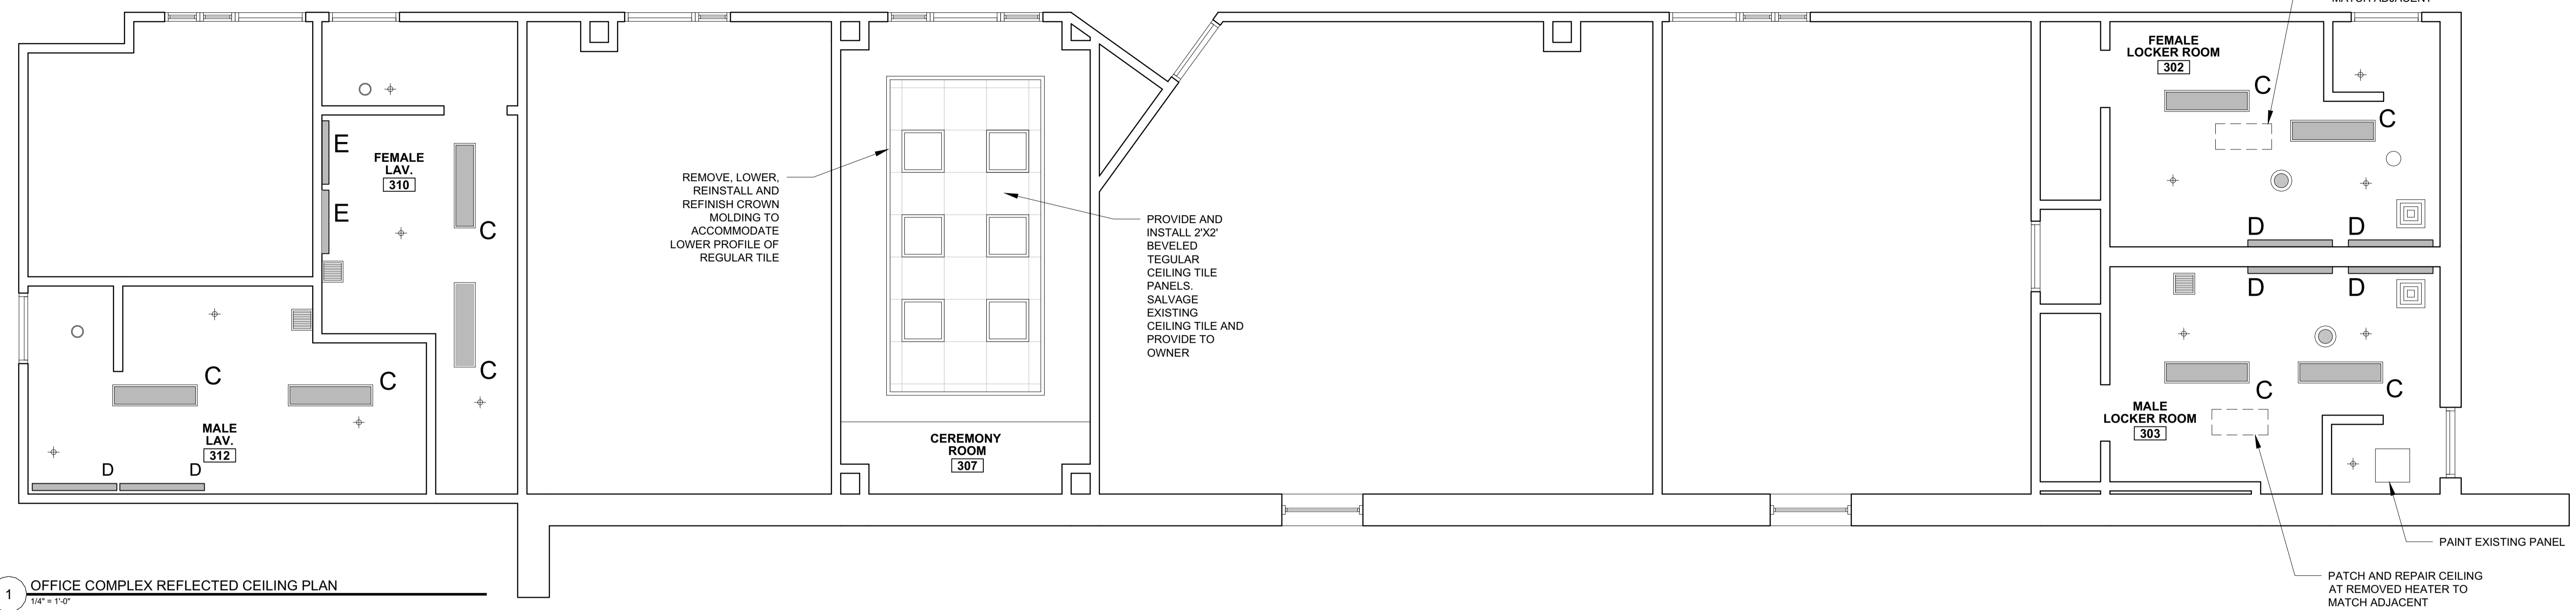 MATCH ADJACENT
FEMALE
LOCKER ROOM
302
C
C
D
D
E
E
FEMALE
LAV.
310
C
C
REMOVE, LOWER,
REINSTALL AND
REFINISH CROWN
MOLDING TO
ACCOMMODATE
LOWER PROFILE OF
REGULAR TILE
PROVIDE AND
INSTALL 2'X2'
BEVELED
TEGULAR
CEILING TILE
PANELS.
SALVAGE
EXISTING
CEILING TILE AND
PROVIDE TO
OWNER
D
D
C
C
MALE
LOCKER ROOM
303
C
C
MALE
LAV.
312
D
D
CEREMONY
ROOM
307
PAINT EXISTING PANEL
PATCH AND REPAIR CEILING
AT REMOVED HEATER TO
MATCH ADJACENT
1
OFFICE COMPLEX REFLECTED CEILING PLAN
1/4" = 1'-0"